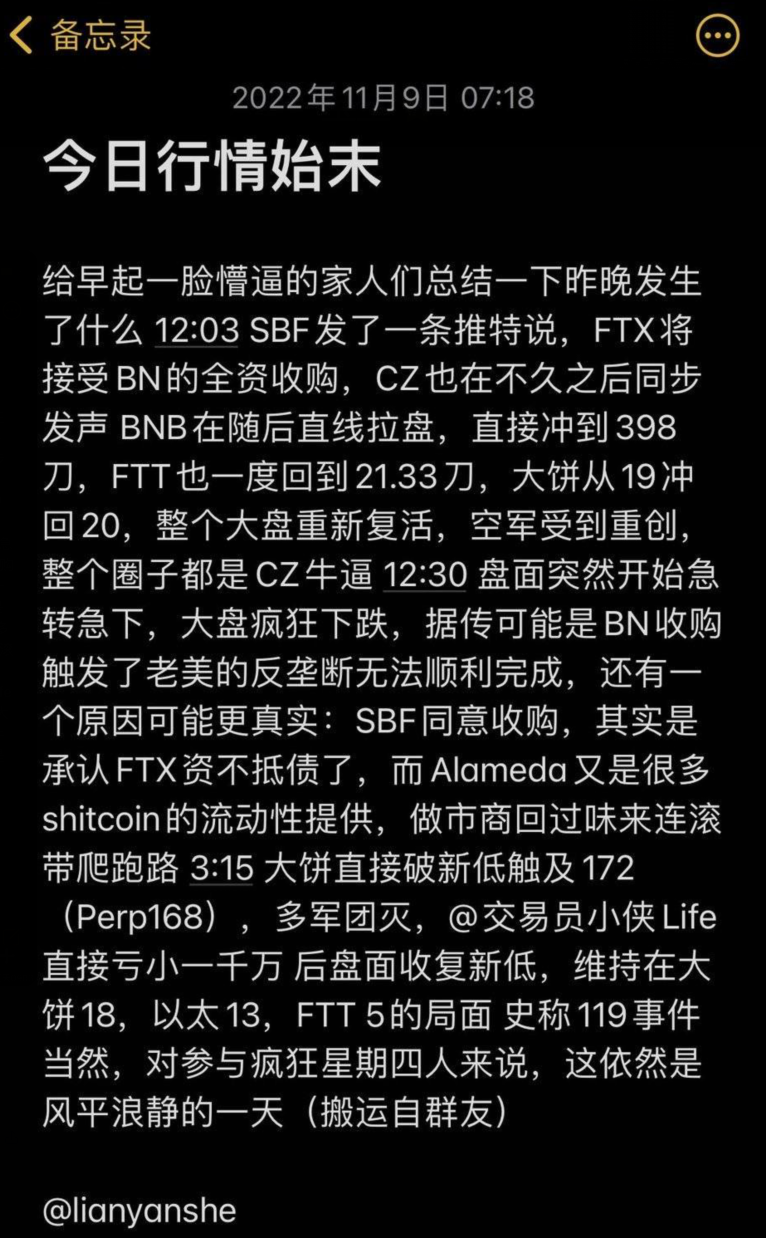 备忘录
2022年11月9日 07:18
今日行情始末
给早起一脸懵逼的家人们总结一下昨晚发生
了什么 12:03 SBF发了一条推特说，FTX将
接受BN的全资收购，CZ也在不久之后同步
发声 BNB在随后直线拉盘，直接冲到398
刀，FTT也一度回到21.33刀，大饼从19冲
回20，整个大盘重新复活，空军受到重创，
整个圈子都是CZ牛逼 12:30 盘面突然开始急
转急下，大盘疯狂下跌，据传可能是BN收购
触发了老美的反垄断无法顺利完成，还有一
个原因可能更真实：SBF同意收购，其实是
承认FTX资不抵债了，而Alameda又是很多
shitcoin的流动性提供，做市商回过味来连滚
带爬跑路 3:15 大饼直接破新低触及172
（Perp168），多军团灭，@交易员小侠Life
直接亏小一千万 后盘面收复新低，维持在大
饼18，以太13，FTT 5的局面 史称119事件
当然，对参与疯狂星期四人来说，这依然是
风平浪静的一天（搬运自群友）
@lianyanshe